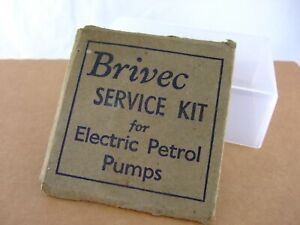 Brivec
SERVICE KIT
for
Electric Petrol
Pumps